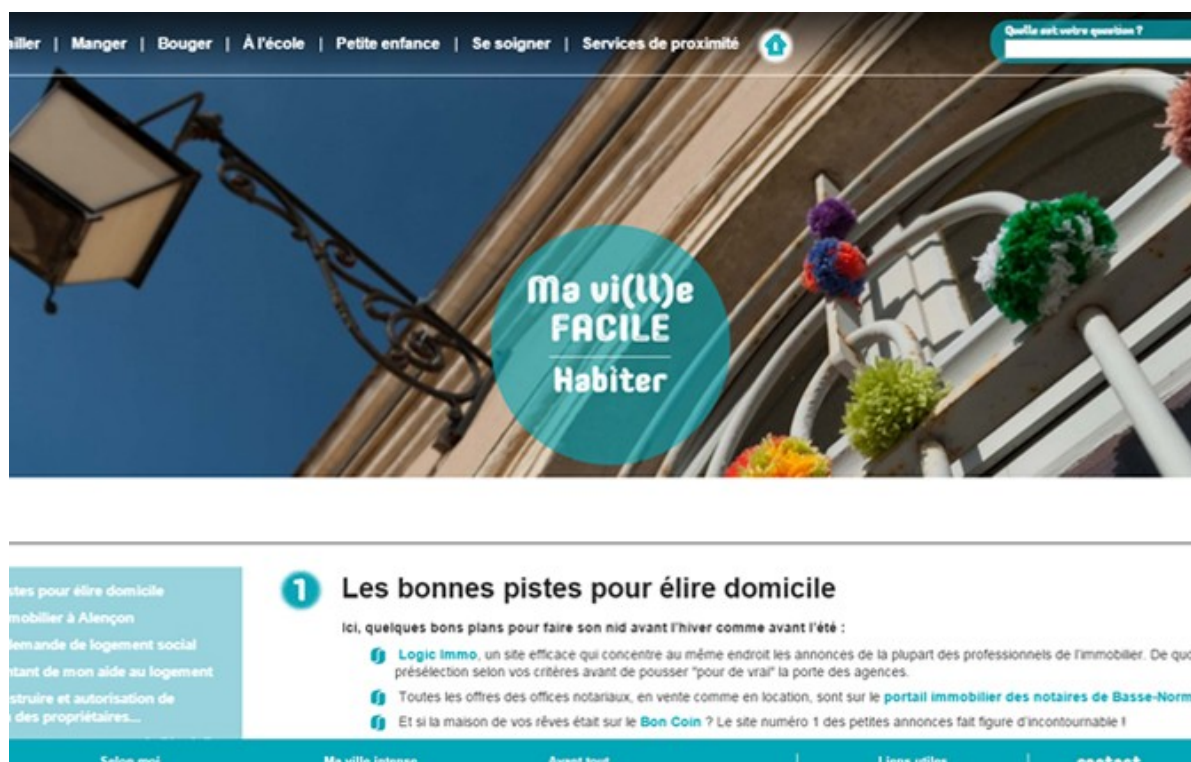 ailler | Manger | Bouger | À l'école | Petite enfance | Se soigner | Services de proximité
Quelle est votre question ?
Ma vi(ll)e
FACILE
Habiter
stes pour élire domicile
mobilier à Alençon
demande de logement social
ntant de mon aide au logement
struire et autorisation de
des propriétaires...
1 Les bonnes pistes pour élire domicile
Ici, quelques bons plans pour faire son nid avant l'hiver comme avant l'été :
Logic Immo, un site efficace qui concentre au même endroit les annonces de la plupart des professionnels de l'immobilier. De quo
présélection selon vos critères avant de pousser "pour de vrai" la porte des agences.
Toutes les offres des offices notariaux, en vente comme en location, sont sur le portail immobilier des notaires de Basse-Norm
Et si la maison de vos rêves était sur le Bon Coin ? Le site numéro 1 des petites annonces fait figure d'incontournable !
Selon moi Ma ville intense Avant tout Liens utiles contact